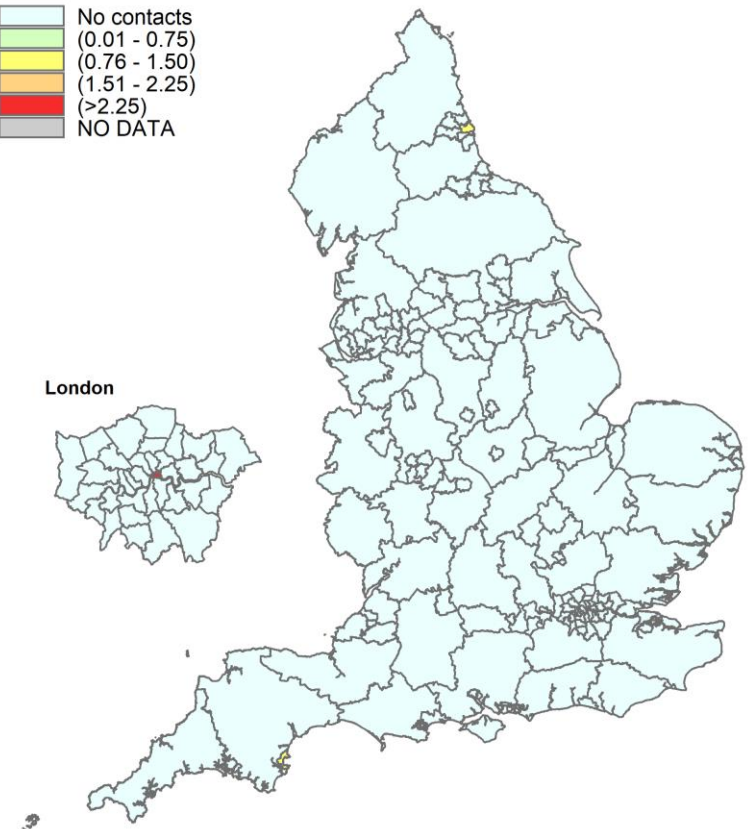 No contacts
(0.01 - 0.75)
(0.76 - 1.50)
(1.51 - 2.25)
(>2.25)
NO DATA
London